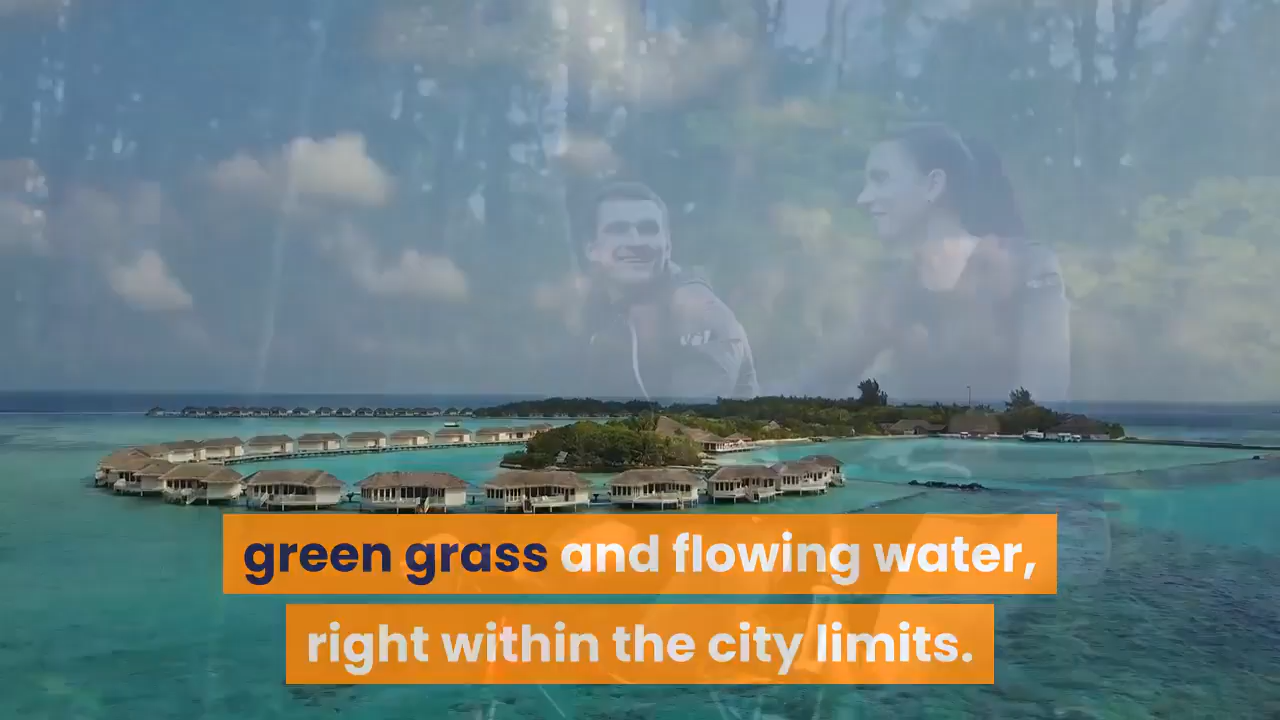 green grass and flowing water,
right within the city limits.